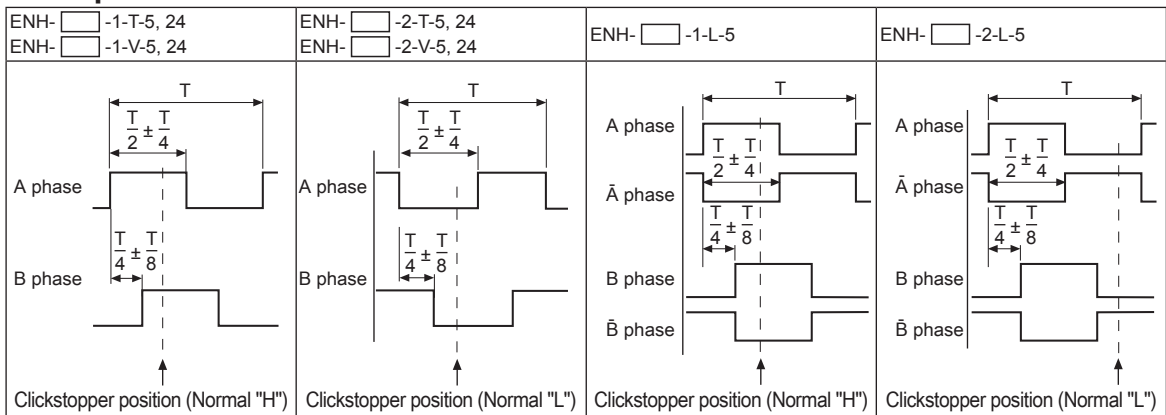 ENH- -1-T-5, 24
ENH- -1-V-5, 24
ENH- -2-T-5, 24
ENH- -2-V-5, 24
ENH- -1-L-5
ENH- -2-L-5
T
T/2 ± T/4
A phase
T/4 ± T/8
B phase
Clickstopper position (Normal "H")
T
T/2 ± T/4
A phase
T/4 ± T/8
B phase
Clickstopper position (Normal "L")
T
A phase
T/2 ± T/4
Ā phase
T/4 ± T/8
B phase
B̄ phase
Clickstopper position (Normal "H")
T
A phase
T/2 ± T/4
Ā phase
T/4 ± T/8
B phase
B̄ phase
Clickstopper position (Normal "L")